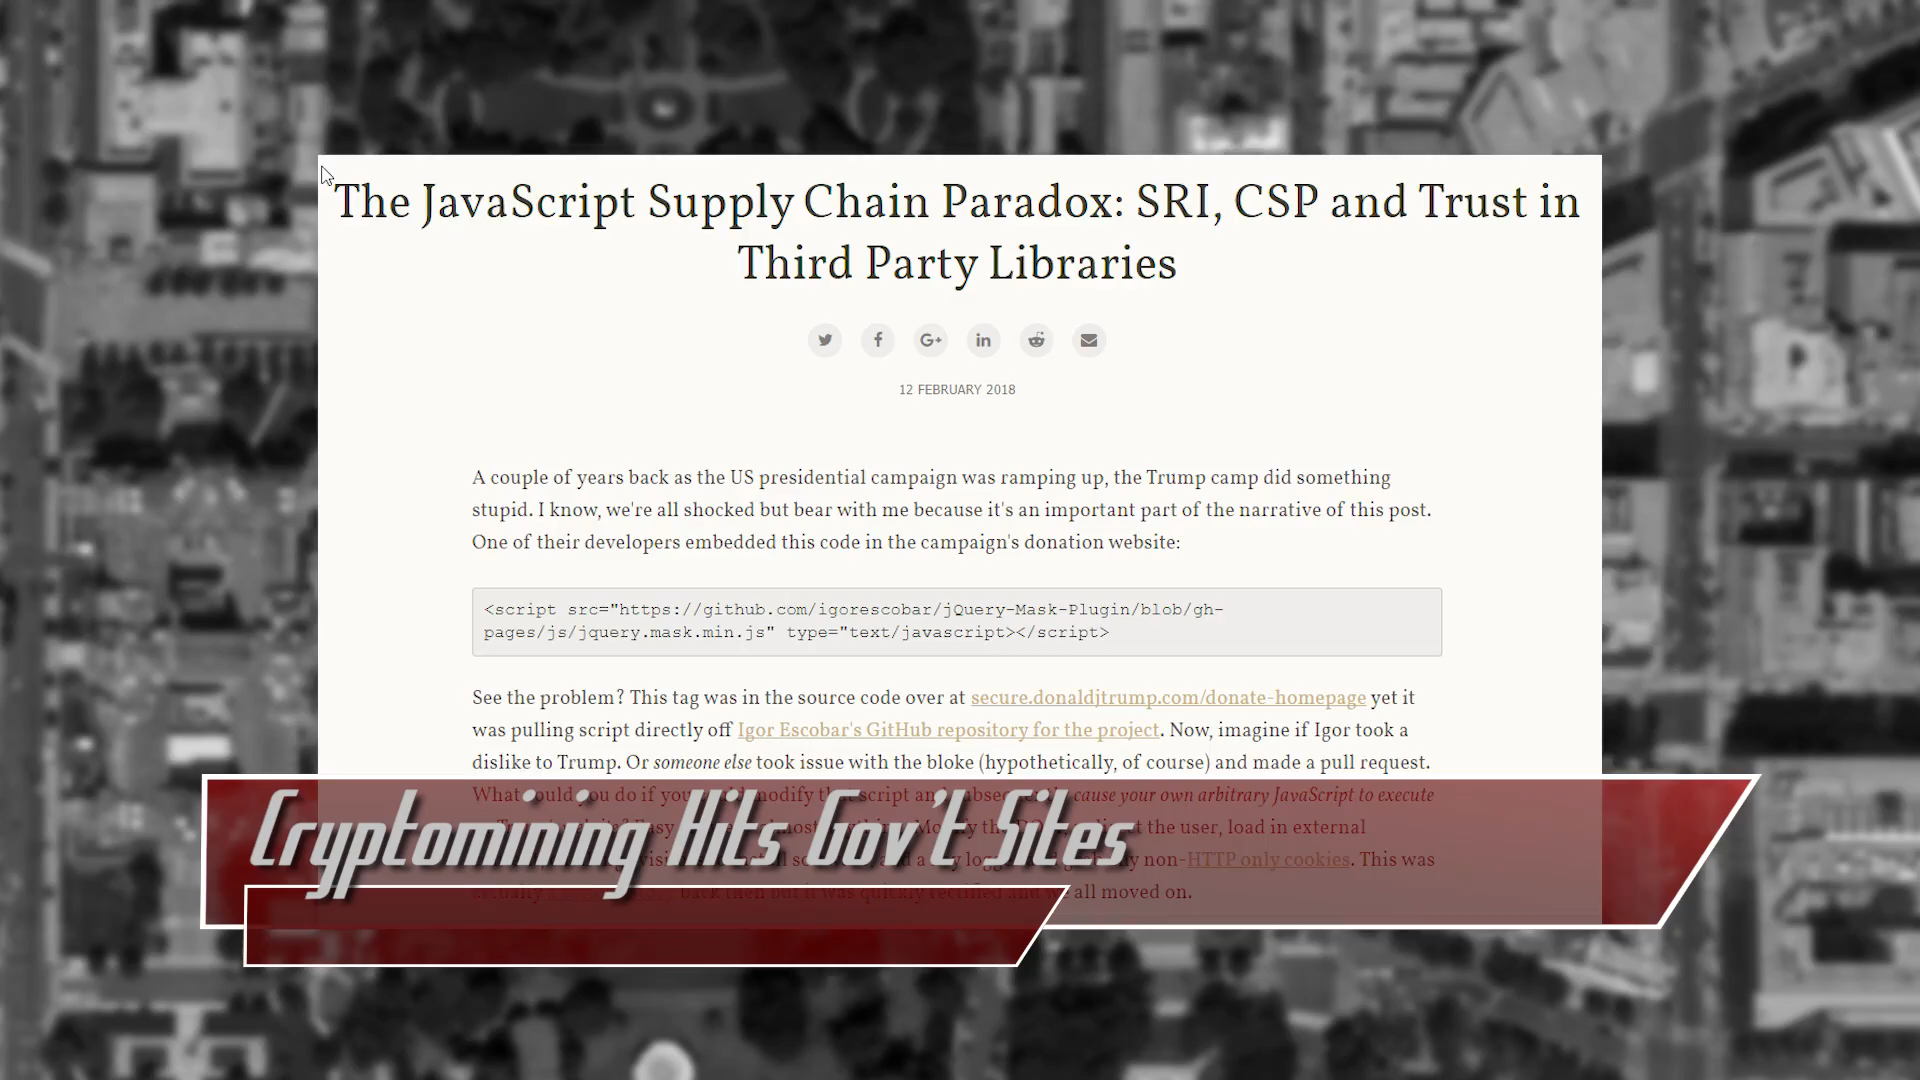 The JavaScript Supply Chain Paradox: SRI, CSP and Trust in
Third Party Libraries
12 FEBRUARY 2018
A couple of years back as the US presidential campaign was ramping up, the Trump camp did something
stupid. I know, we're all shocked but bear with me because it's an important part of the narrative of this post.
One of their developers embedded this code in the campaign's donation website:
<script src="https://github.com/igorescobar/jQuery-Mask-Plugin/blob/gh-
pages/js/jquery.mask.min.js" type="text/javascript></script>
See the problem? This tag was in the source code over at secure.donaldjtrump.com/donate-homepage yet it
was pulling script directly off Igor Escobar's GitHub repository for the project. Now, imagine if Igor took a
dislike to Trump. Or someone else took issue with the bloke (hypothetically, of course) and made a pull request.
What could you do if you modify that script and cause your own arbitrary JavaScript to execute
the user, load in external
non-HTTP only cookies. This was
back then but it was quickly rectified and we all moved on.
Cryptomining Hits Gov't Sites